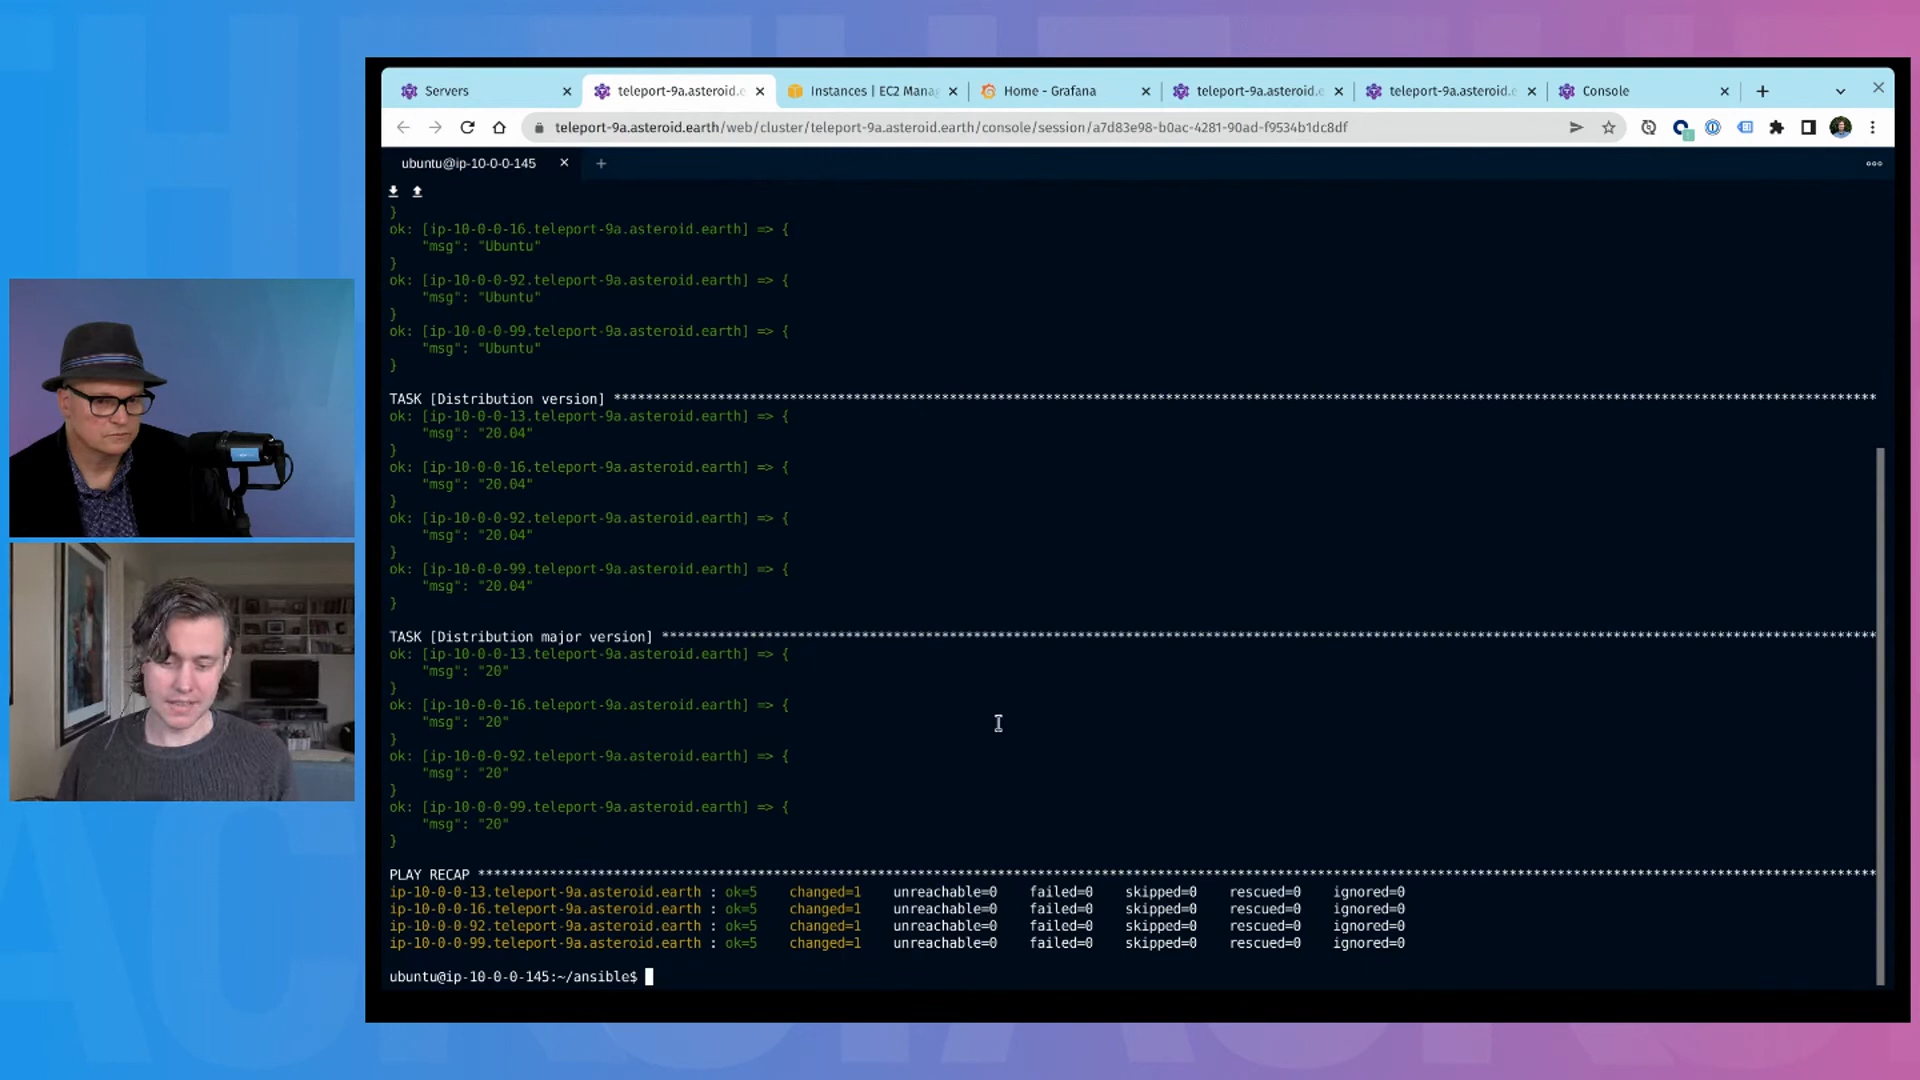 Servers
teleport-9a.asteroid.e
Instances | EC2 Manag
Home - Grafana
teleport-9a.asteroid.e
teleport-9a.asteroid.e
Console
teleport-9a.asteroid.earth/web/cluster/teleport-9a.asteroid.earth/console/session/a7d83e98-b0ac-4281-90ad-f9534b1dc8df
ubuntu@ip-10-0-0-145
}
ok: [ip-10-0-0-16.teleport-9a.asteroid.earth] => {
"msg": "Ubuntu"
}
ok: [ip-10-0-0-92.teleport-9a.asteroid.earth] => {
"msg": "Ubuntu"
}
ok: [ip-10-0-0-99.teleport-9a.asteroid.earth] => {
"msg": "Ubuntu"
}
TASK [Distribution version] ****************************************************************************************************************************************************************
ok: [ip-10-0-0-13.teleport-9a.asteroid.earth] => {
"msg": "20.04"
}
ok: [ip-10-0-0-16.teleport-9a.asteroid.earth] => {
"msg": "20.04"
}
ok: [ip-10-0-0-92.teleport-9a.asteroid.earth] => {
"msg": "20.04"
}
ok: [ip-10-0-0-99.teleport-9a.asteroid.earth] => {
"msg": "20.04"
}
TASK [Distribution major version] **********************************************************************************************************************************************************
ok: [ip-10-0-0-13.teleport-9a.asteroid.earth] => {
"msg": "20"
}
ok: [ip-10-0-0-16.teleport-9a.asteroid.earth] => {
"msg": "20"
}
ok: [ip-10-0-0-92.teleport-9a.asteroid.earth] => {
"msg": "20"
}
ok: [ip-10-0-0-99.teleport-9a.asteroid.earth] => {
"msg": "20"
}
PLAY RECAP *********************************************************************************************************************************************************************************
ip-10-0-0-13.teleport-9a.asteroid.earth : ok=5 changed=1 unreachable=0 failed=0 skipped=0 rescued=0 ignored=0
ip-10-0-0-16.teleport-9a.asteroid.earth : ok=5 changed=1 unreachable=0 failed=0 skipped=0 rescued=0 ignored=0
ip-10-0-0-92.teleport-9a.asteroid.earth : ok=5 changed=1 unreachable=0 failed=0 skipped=0 rescued=0 ignored=0
ip-10-0-0-99.teleport-9a.asteroid.earth : ok=5 changed=1 unreachable=0 failed=0 skipped=0 rescued=0 ignored=0
ubuntu@ip-10-0-0-145:~/ansible$